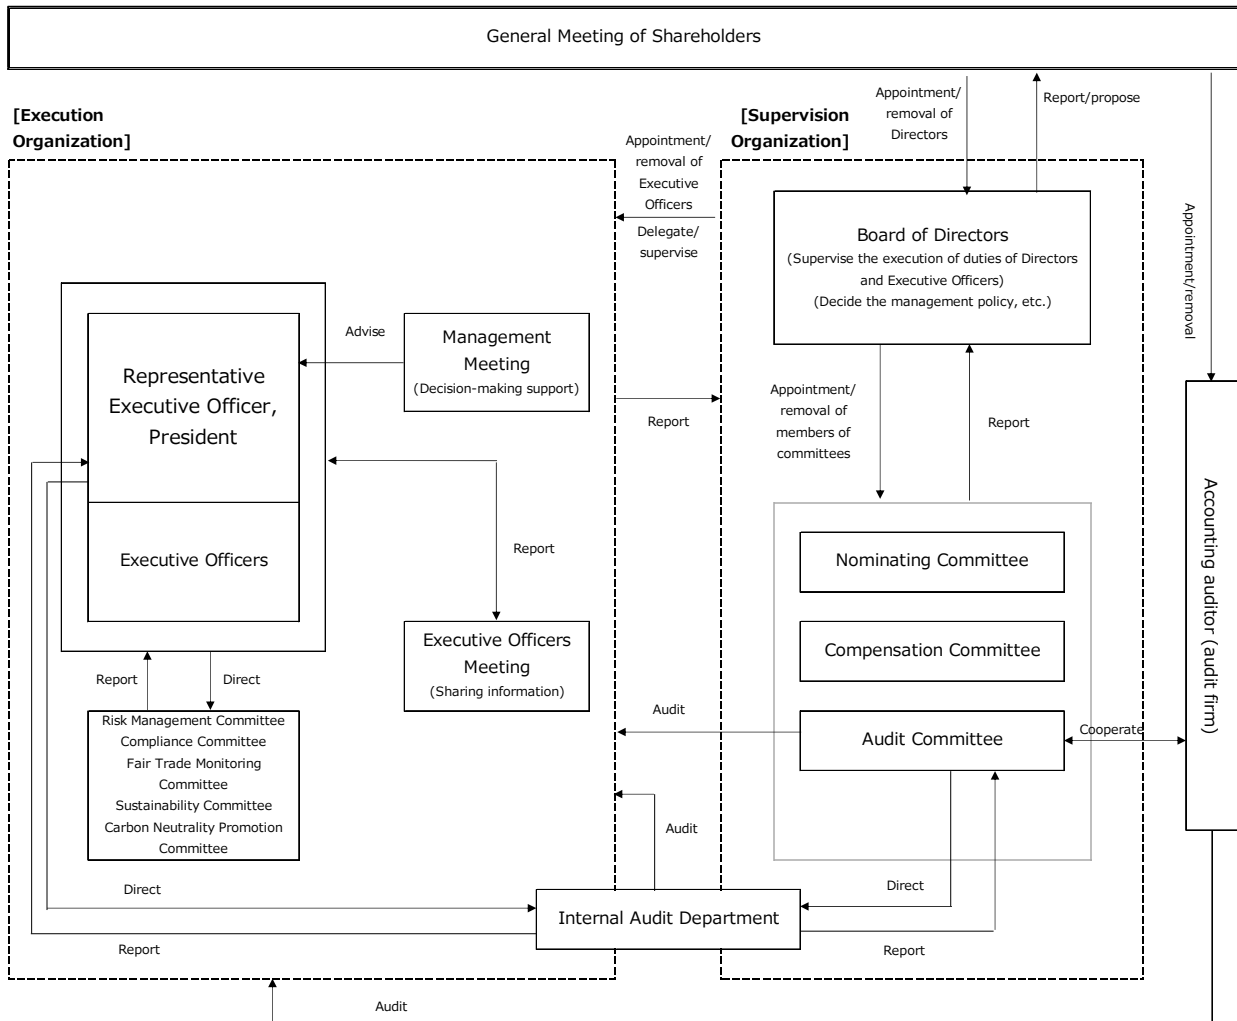 General Meeting of Shareholders
[Execution
Organization]
Appointment/
removal of
Executive
Officers
Delegate/
supervise
[Supervision
Organization]
Appointment/
removal of
Directors
Report/propose
Appointment/removal
Board of Directors
(Supervise the execution of duties of Directors
and Executive Officers)
(Decide the management policy, etc.)
Representative
Executive Officer,
President
Executive Officers
Advise
Management
Meeting
(Decision-making support)
Report
Appointment/
removal of
members of
committees
Report
Report
Executive Officers
Meeting
(Sharing information)
Nominating Committee
Compensation Committee
Audit Committee
Cooperate
Accounting auditor (audit firm)
Report
Direct
Risk Management Committee
Compliance Committee
Fair Trade Monitoring
Committee
Sustainability Committee
Carbon Neutrality Promotion
Committee
Audit
Audit
Direct
Report
Internal Audit Department
Direct
Report
Audit